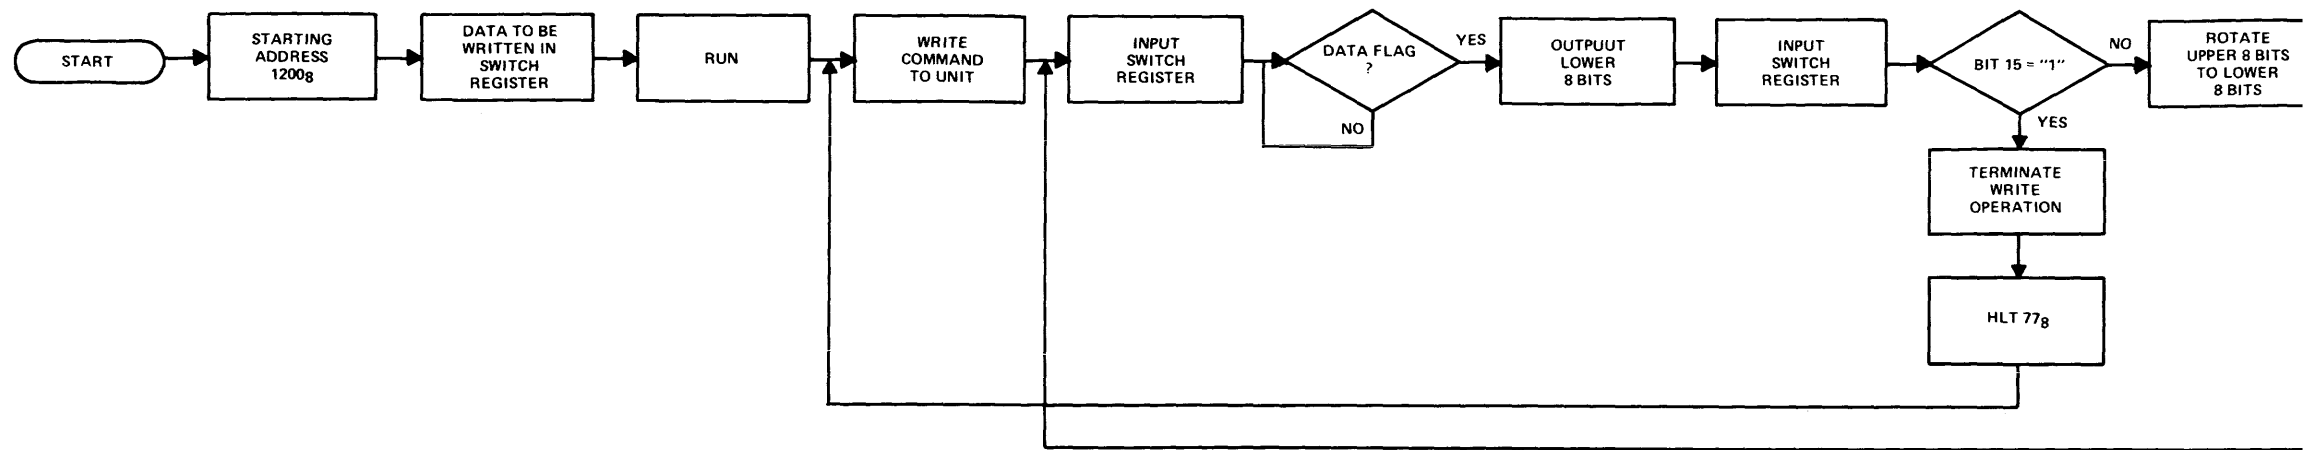 START
STARTING
ADDRESS
1200₈
DATA TO BE
WRITTEN IN
SWITCH
REGISTER
RUN
WRITE
COMMAND
TO UNIT
INPUT
SWITCH
REGISTER
DATA FLAG
?
YES
NO
OUTPUUT
LOWER
8 BITS
INPUT
SWITCH
REGISTER
BIT 15 = "1"
NO
YES
ROTATE
UPPER 8 BITS
TO LOWER
8 BITS
TERMINATE
WRITE
OPERATION
HLT 77₈